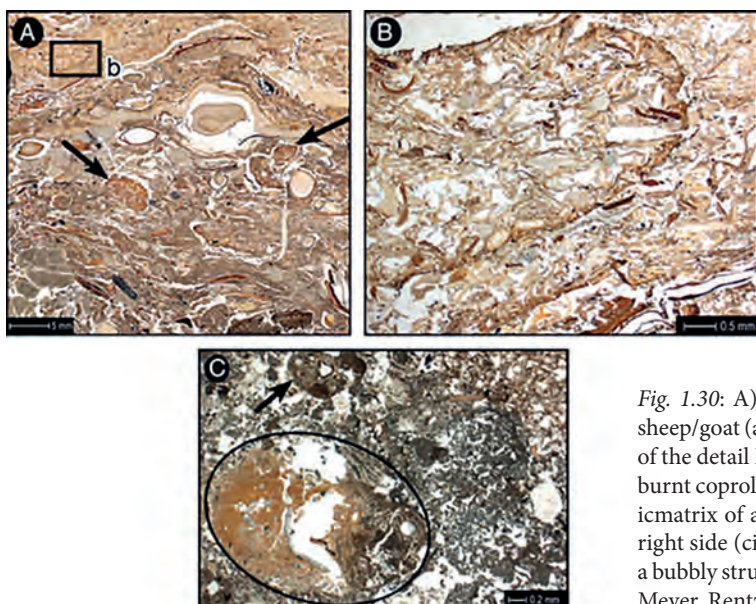 A
b
5 mm
B
0.5 mm
C
0.2 mm
Fig. 1.30: A)
sheep/goat (a
of the detail
burnt coprol
icmatrix of a
right side (ci
a bubbly stru
Meyer, Rent